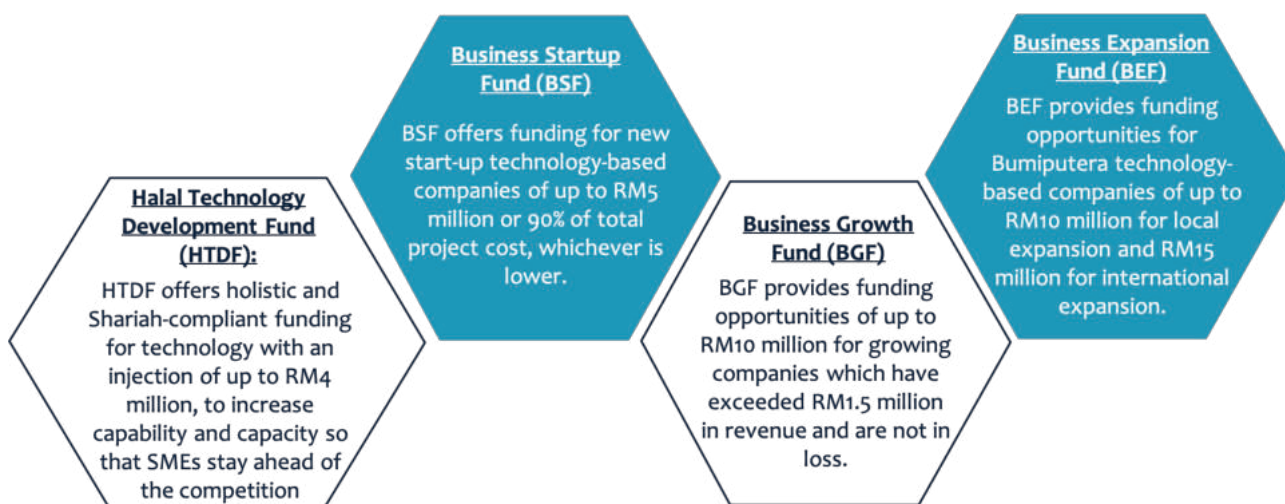 Halal Technology
Development Fund
(HTDF):
HTDF offers holistic and
Shariah-compliant funding
for technology with an
injection of up to RM4
million, to increase
capability and capacity so
that SMEs stay ahead of
the competition
Business Startup
Fund (BSF)
BSF offers funding for new
start-up technology-based
companies of up to RM5
million or 90% of total
project cost, whichever is
lower.
Business Growth
Fund (BGF)
BGF provides funding
opportunities of up to
RM10 million for growing
companies which have
exceeded RM1.5 million
in revenue and are not in
loss.
Business Expansion
Fund (BEF)
BEF provides funding
opportunities for
Bumiputera technology-
based companies of up to
RM10 million for local
expansion and RM15
million for international
expansion.